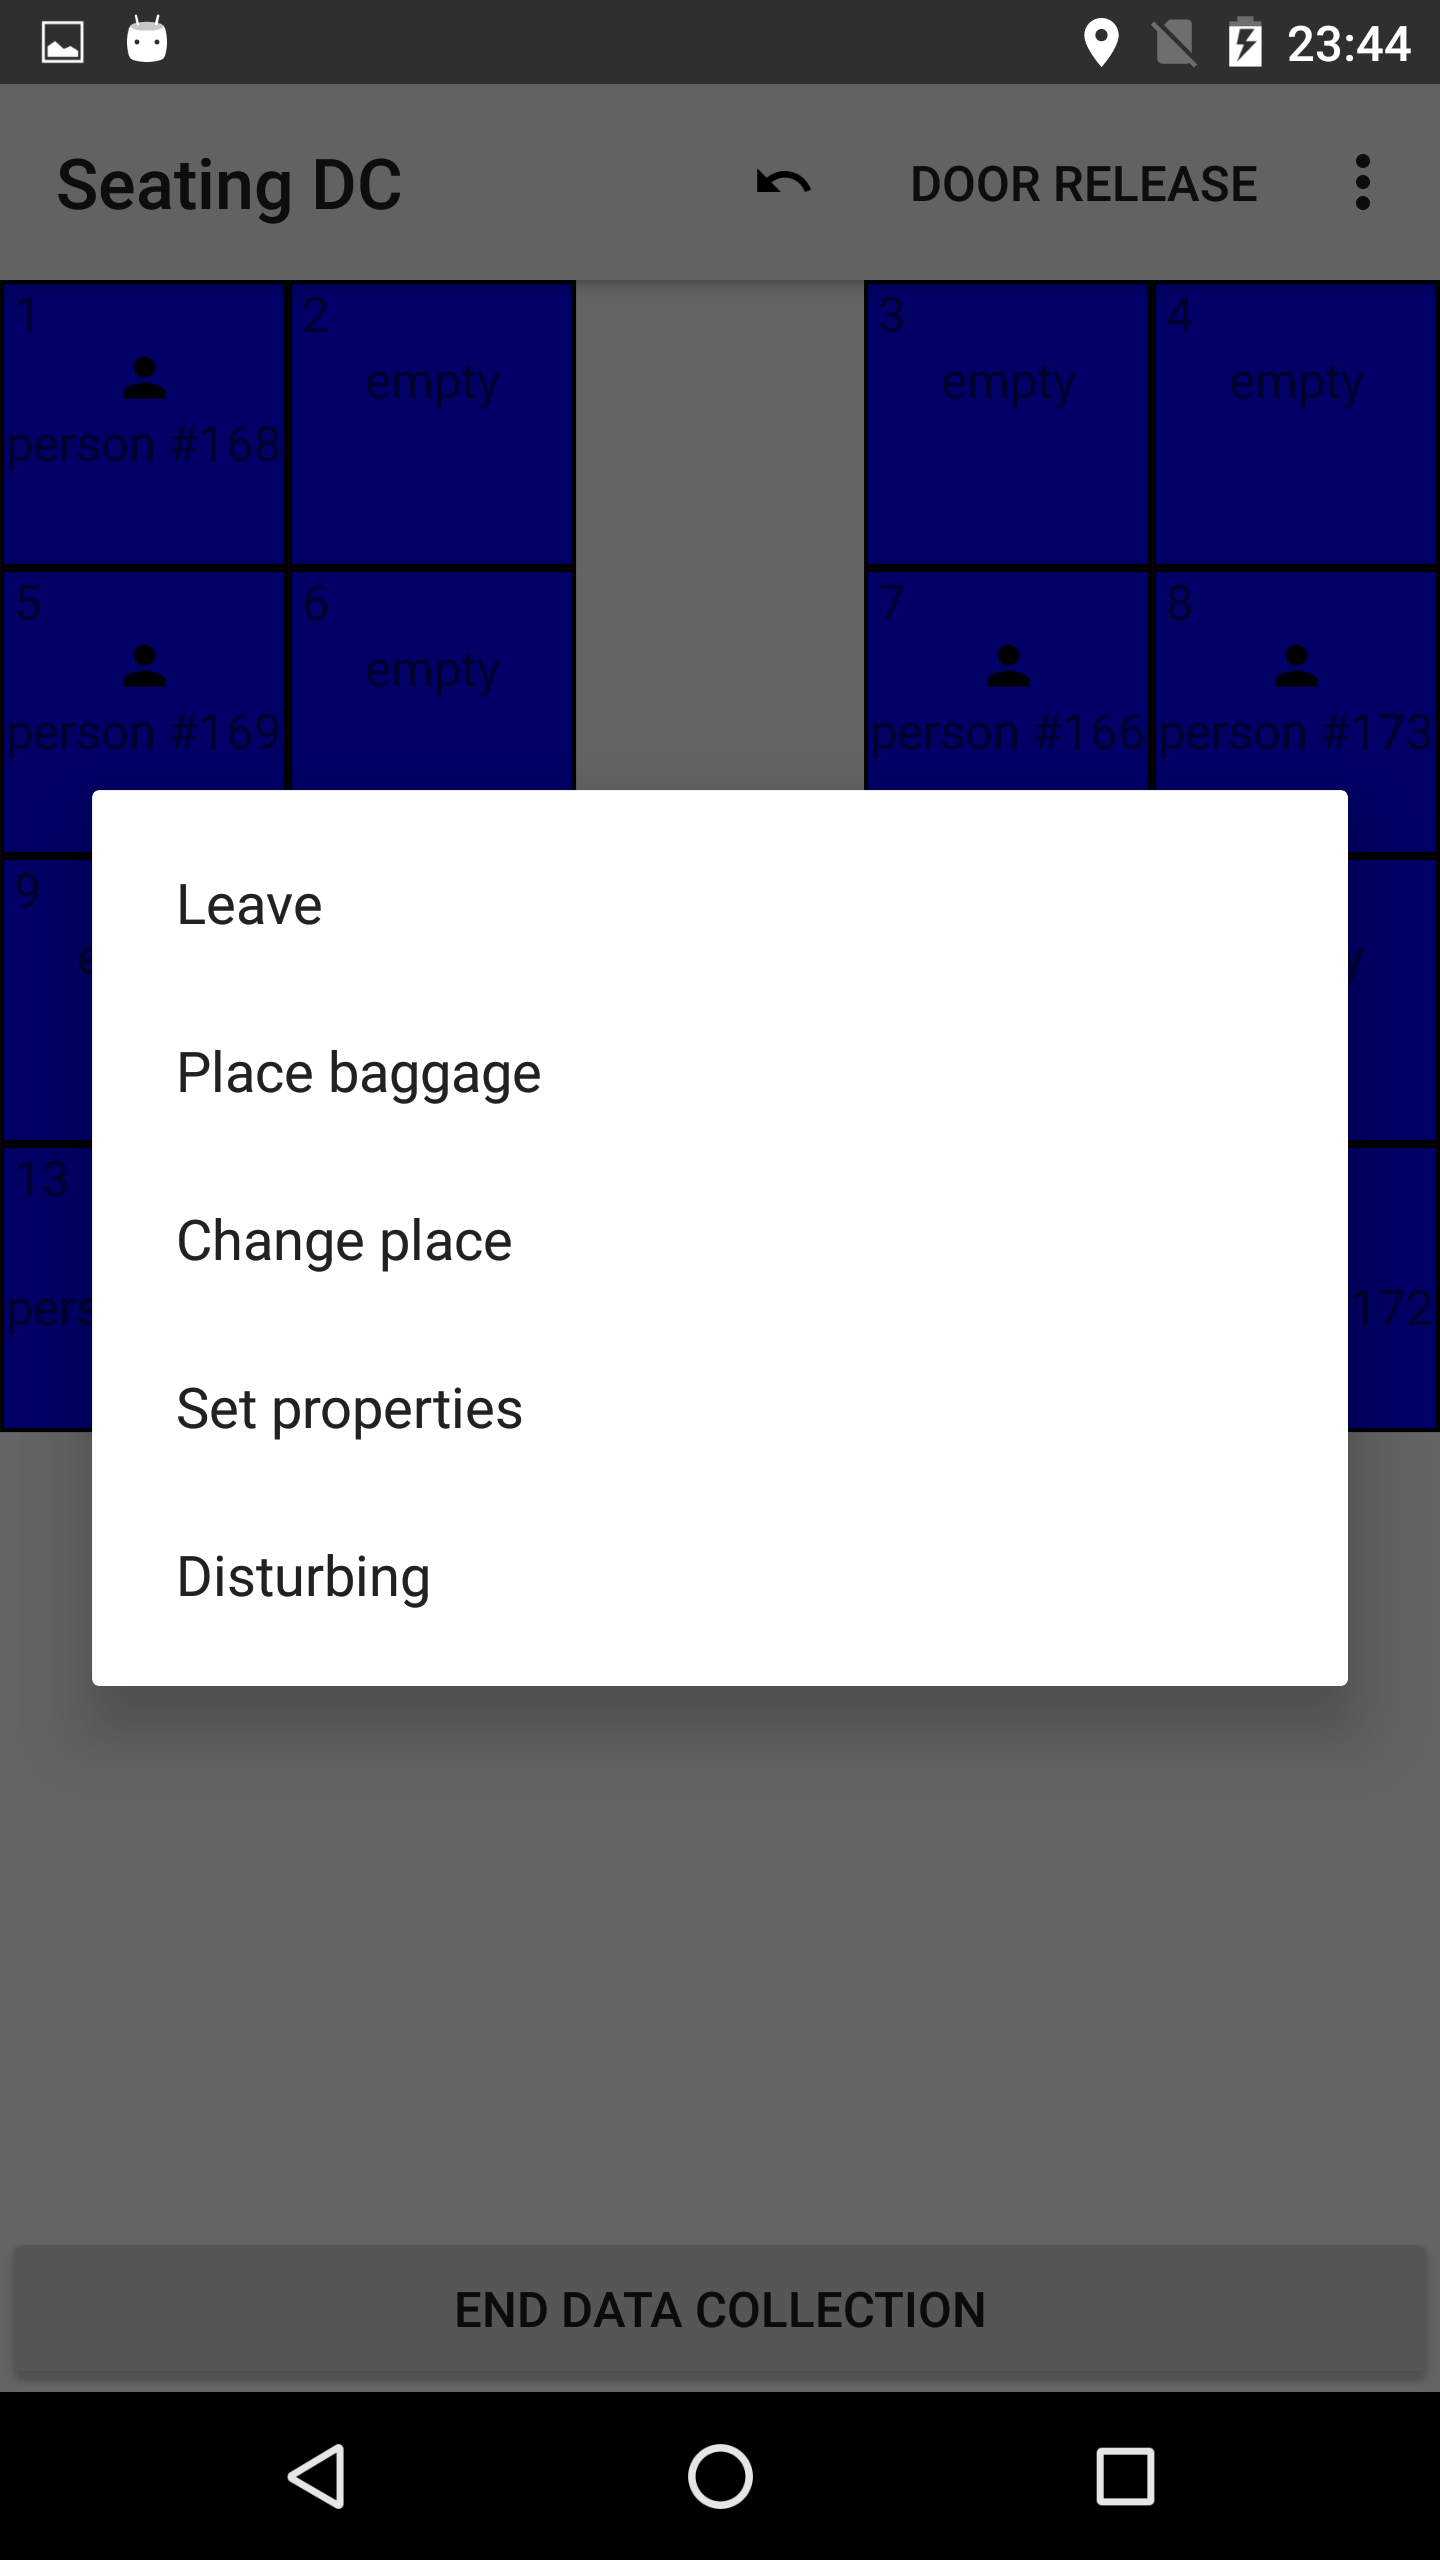 23:44
Seating DC DOOR RELEASE
1 2 3 4
empty empty empty
person #168
5 6 7 8
empty
person #169 person #166 person #173
9
13
172
Leave
Place baggage
Change place
Set properties
Disturbing
END DATA COLLECTION